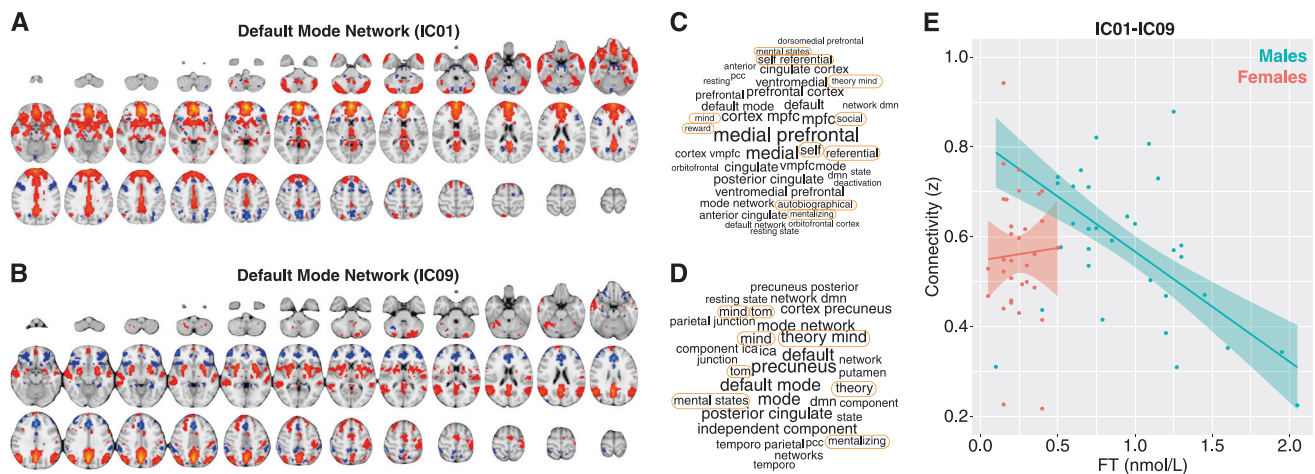 A
Default Mode Network (IC01)
B
Default Mode Network (IC09)
C
dorsomedial prefrontal
mental states
self referential
anterior cingulate cortex
resting pcc
ventromedial theory mind
prefrontal prefrontal cortex
default mode default network dmn
mind cortex mpfc mpfc social
reward
medial prefrontal
cortex vmpfc medial self referential
orbitofrontal cingulate vmpfc mode
posterior cingulate dmn state
deactivation
ventromedial prefrontal
mode network autobiographical
anterior cingulate mentalizing
default network orbitofrontal cortex
resting state
D
precuneus posterior
resting state network dmn
mind tom cortex precuneus
parietal junction mode network
mind theory mind
component ica ica default
junction precuneus network
tom putamen
default mode theory
mental states mode dmn component
posterior cingulate state
independent component
temporo parietal pcc mentalizing
networks
temporo
E
IC01-IC09
Males
Females
Connectivity (z)
1.0
0.8
0.6
0.4
0.2
0.0 0.5 1.0 1.5 2.0
FT (nmol/L)